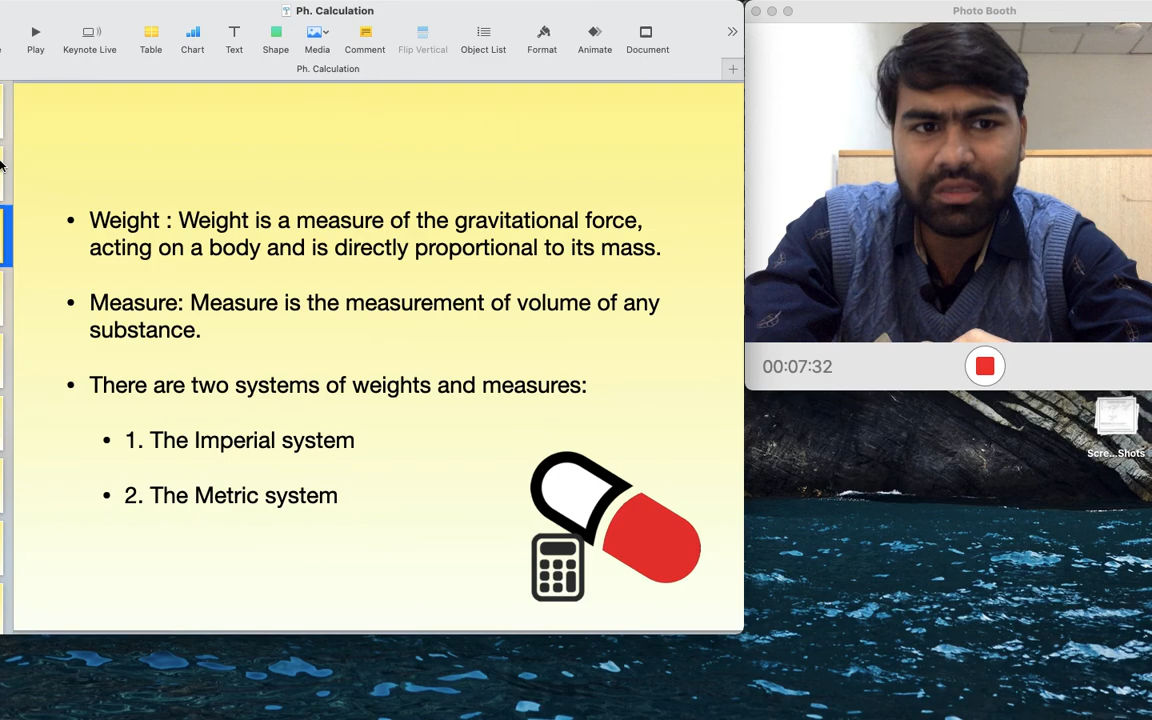 Ph. Calculation
Photo Booth
Play
Keynote Live
Table
Chart
Text
Shape
Media
Comment
Flip Vertical
Object List
Format
Animate
Document
Ph. Calculation
• Weight : Weight is a measure of the gravitational force,
acting on a body and is directly proportional to its mass.
• Measure: Measure is the measurement of volume of any
substance.
• There are two systems of weights and measures:
• 1. The Imperial system
• 2. The Metric system
00:07:32
Scre...Shots